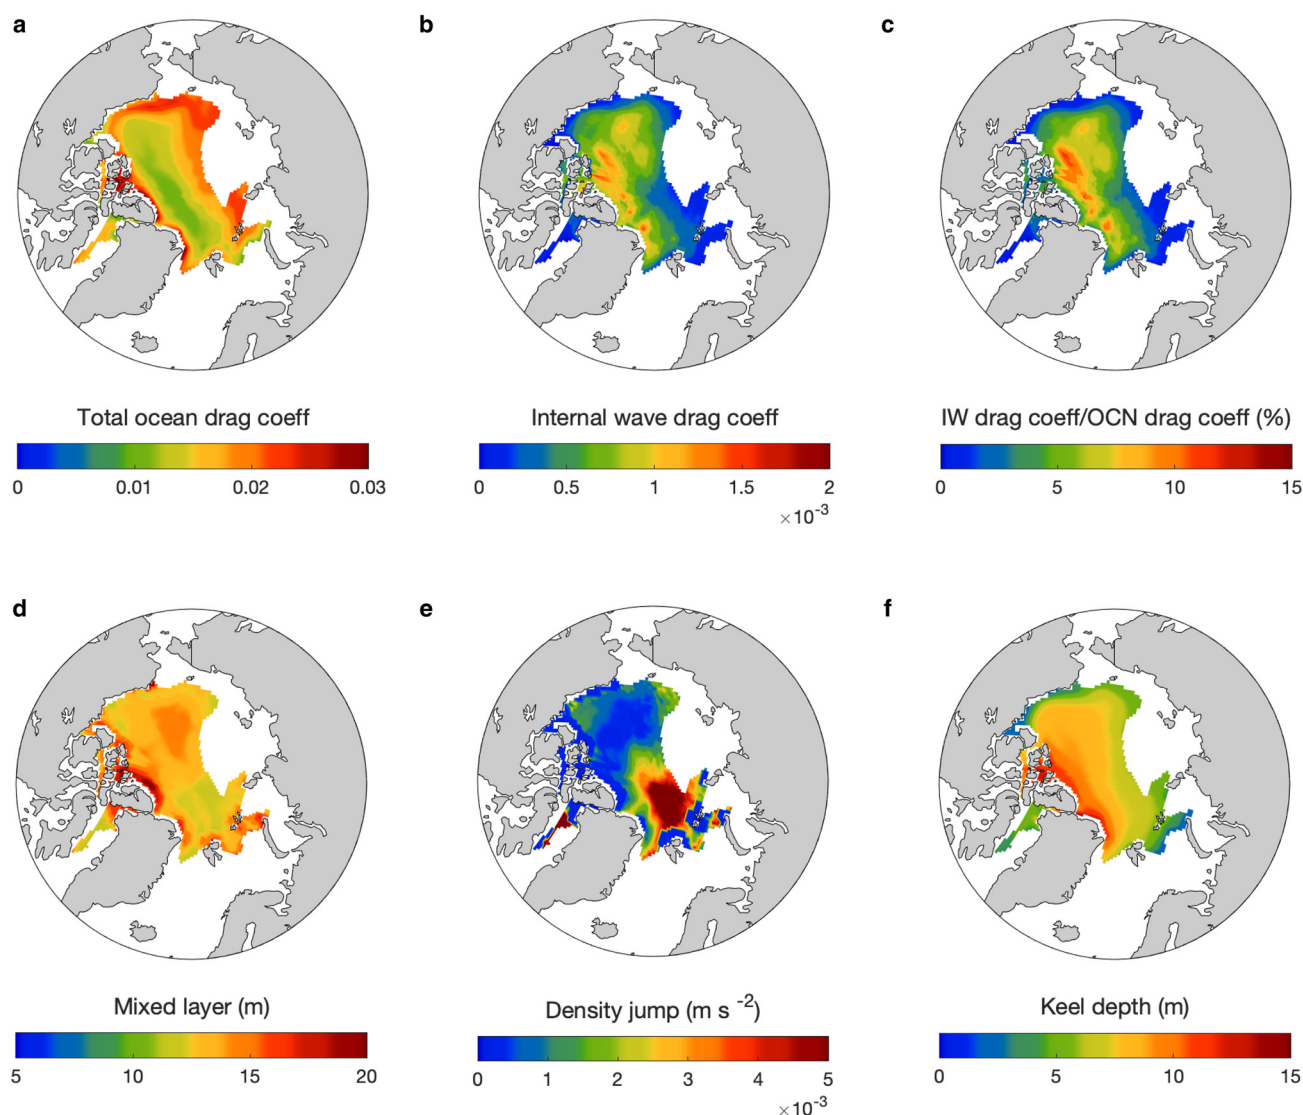 a
b
c
Total ocean drag coeff
Internal wave drag coeff
IW drag coeff/OCN drag coeff (%)
0 0.01 0.02 0.03
0 0.5 1 1.5 2
×10⁻³
0 5 10 15
d
e
f
Mixed layer (m)
Density jump (m s ⁻²)
Keel depth (m)
5 10 15 20
0 1 2 3 4 5
×10⁻³
0 5 10 15